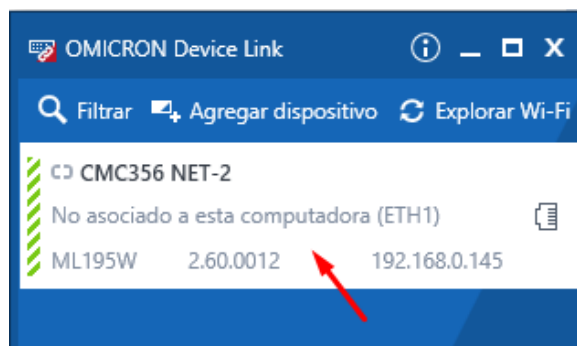 OMICRON Device Link
Filtrar Agregar dispositivo Explorar Wi-Fi
CMC356 NET-2
No asociado a esta computadora (ETH1)
ML195W 2.60.0012 192.168.0.145